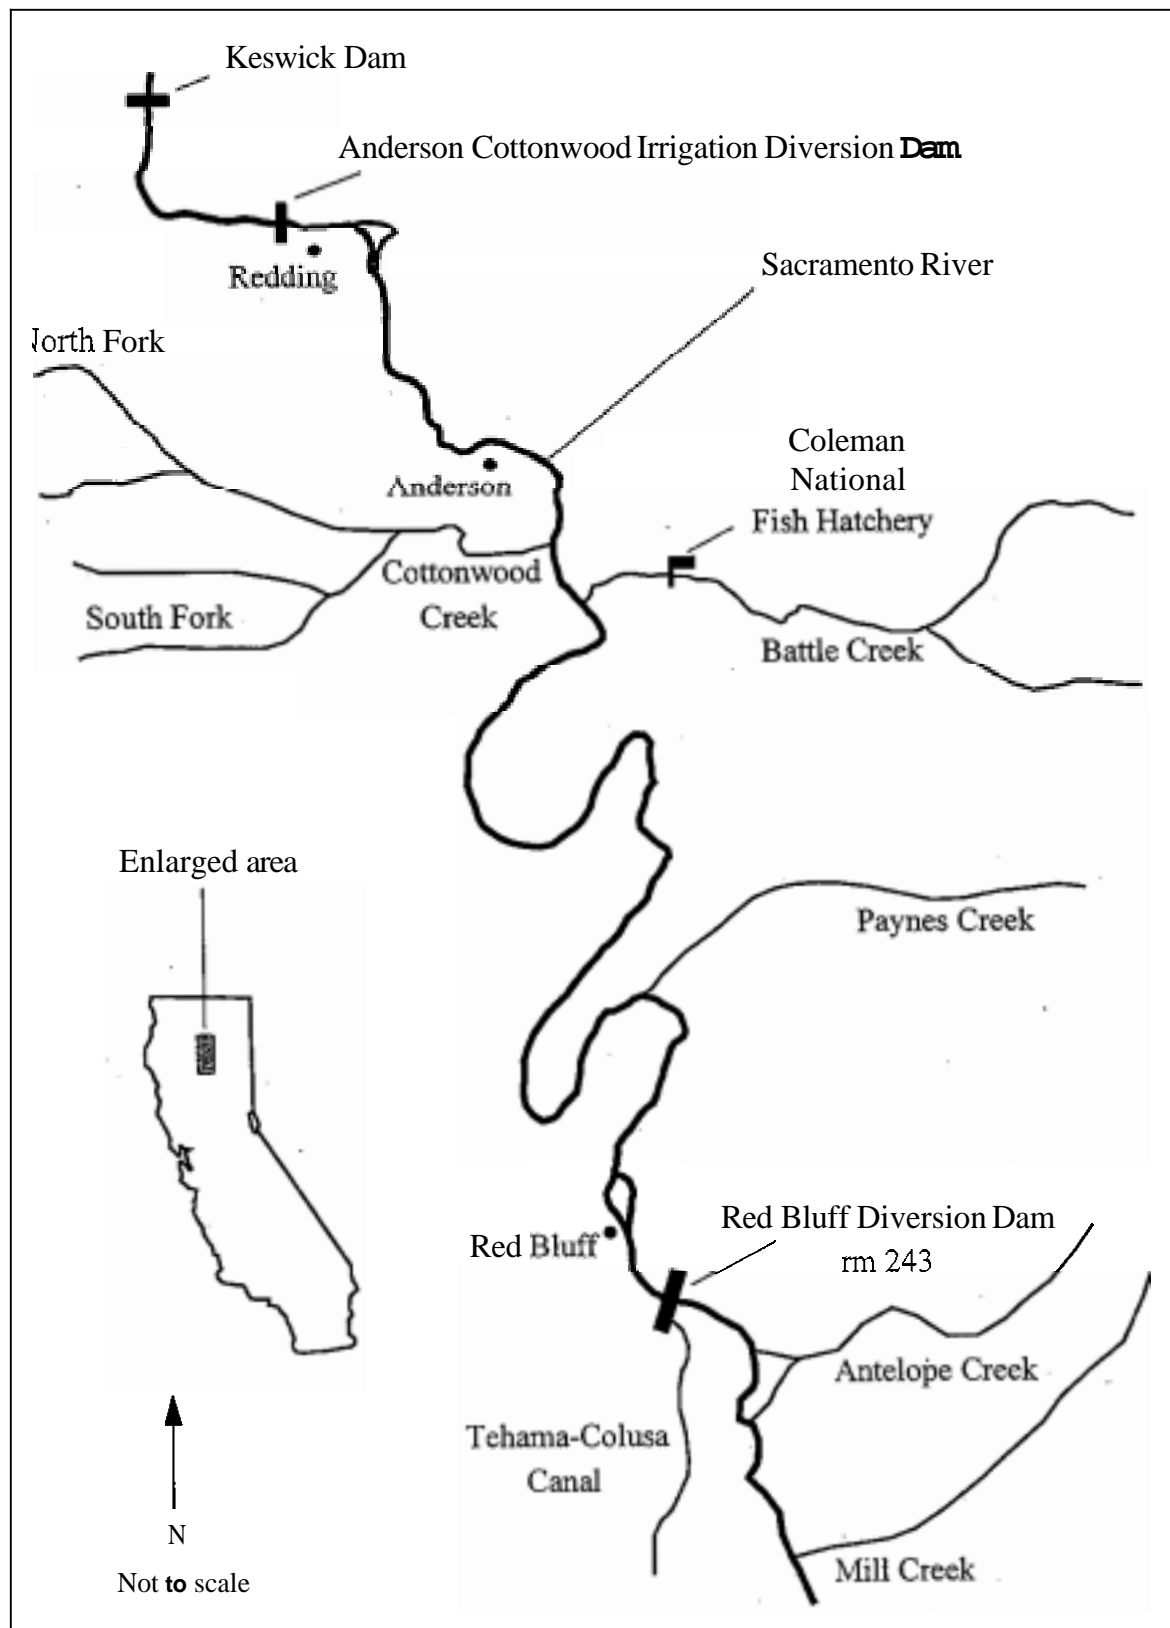 Keswick Dam
Anderson Cottonwood Irrigation Diversion Dam
Sacramento River
Redding
North Fork
Coleman
National
Fish Hatchery
Anderson
Cottonwood
Creek
South Fork
Battle Creek
Enlarged area
Paynes Creek
Red Bluff Diversion Dam
rm 243
Red Bluff
Antelope Creek
Tehama-Colusa
Canal
N
Mill Creek
Not to scale